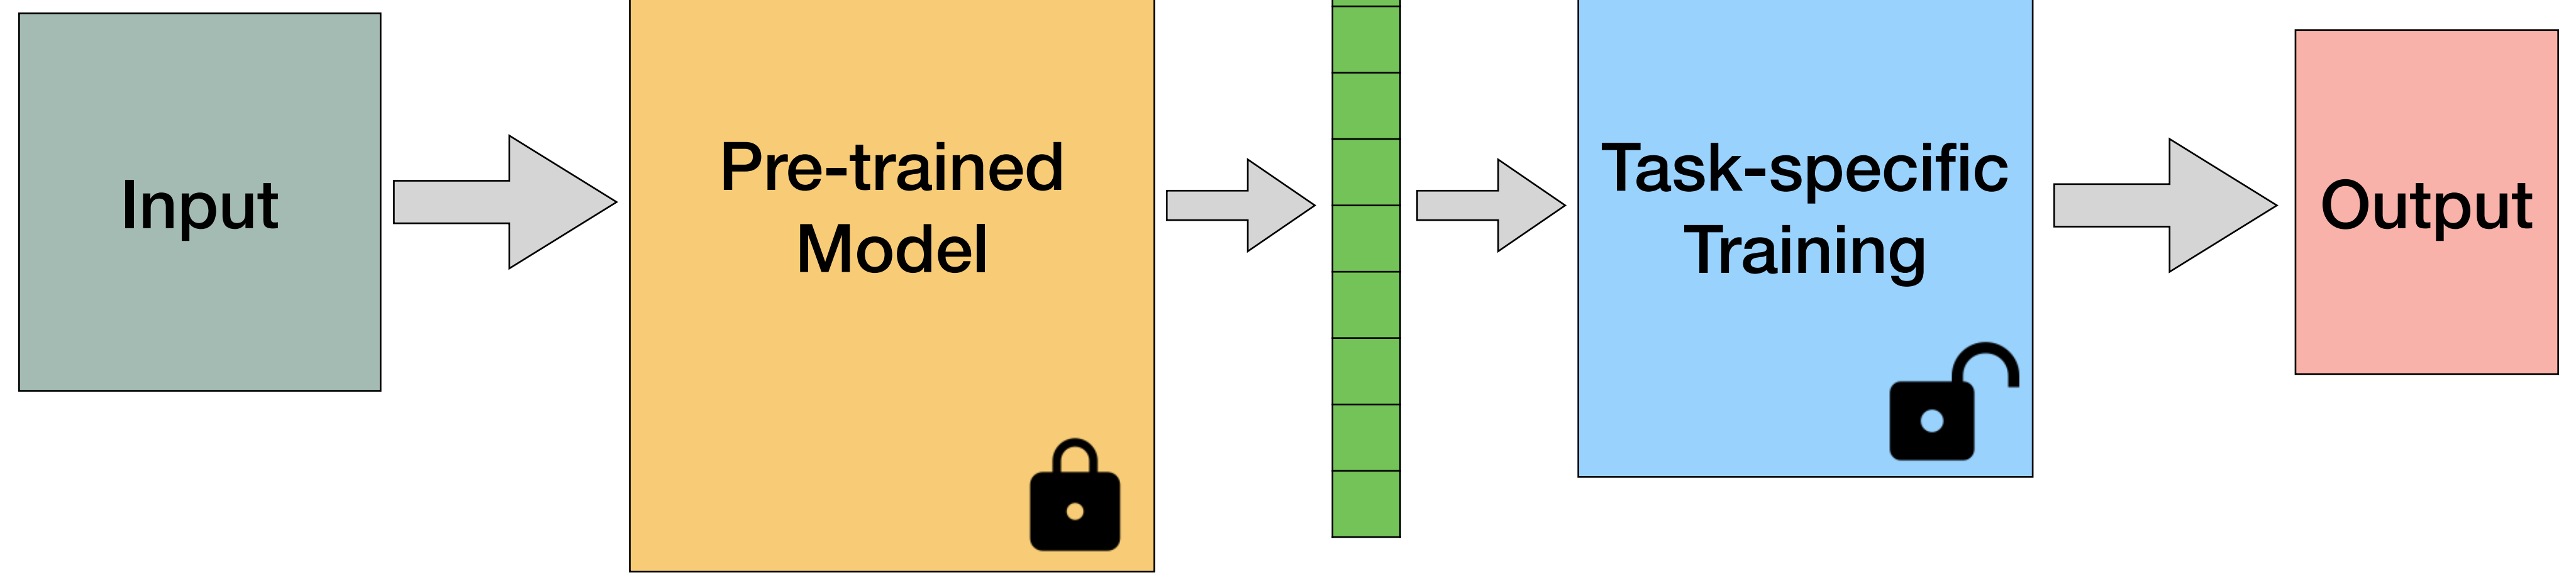 Input
Pre-trained
Model
Task-specific
Training
Output